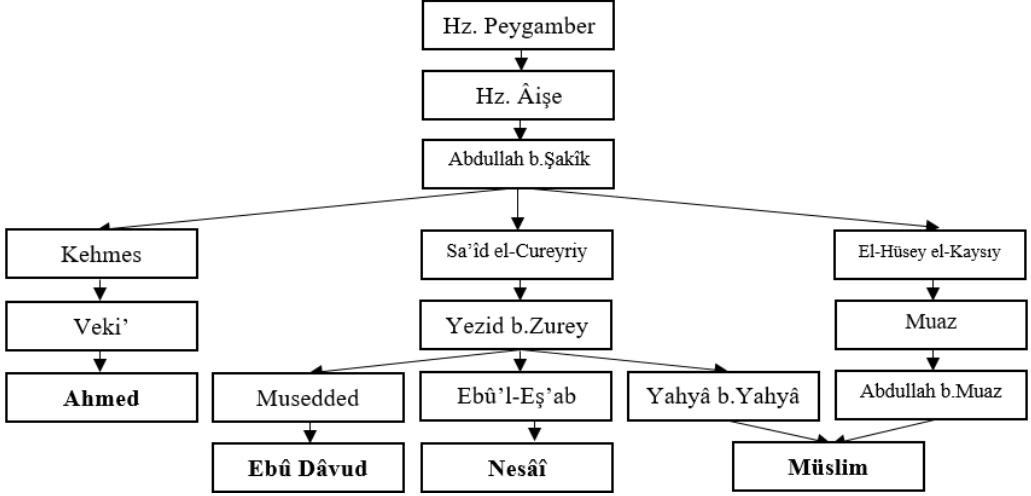 Hz. Peygamber
Hz. Âişe
Abdullah b.Şakîk
Kehmes
Sa’îd el-Cureyriy
El-Hüsey el-Kaysıy
Veki’
Yezid b.Zurey
Muaz
Ahmed
Musedded
Ebû’l-Eş’ab
Yahyâ b.Yahyâ
Abdullah b.Muaz
Ebû Dâvud
Nesâî
Müslim